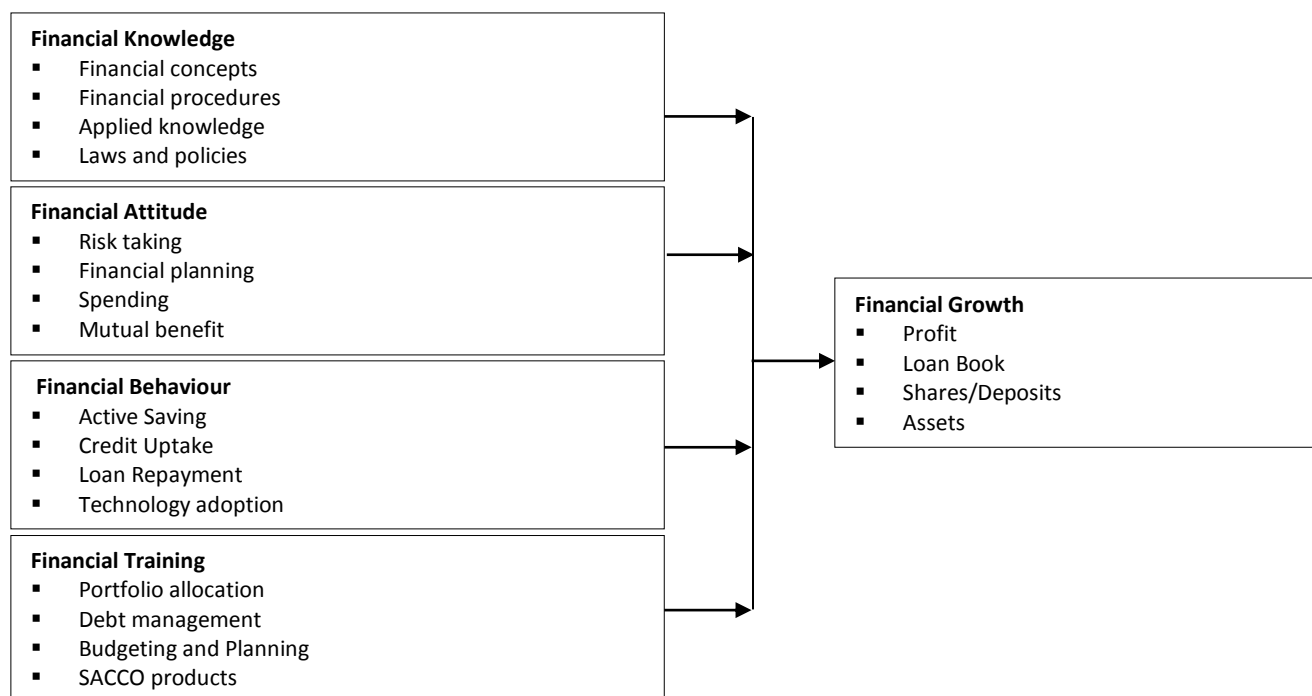 Financial Knowledge
▪ Financial concepts
▪ Financial procedures
▪ Applied knowledge
▪ Laws and policies
Financial Attitude
▪ Risk taking
▪ Financial planning
▪ Spending
▪ Mutual benefit
Financial Behaviour
▪ Active Saving
▪ Credit Uptake
▪ Loan Repayment
▪ Technology adoption
Financial Training
▪ Portfolio allocation
▪ Debt management
▪ Budgeting and Planning
▪ SACCO products
Financial Growth
▪ Profit
▪ Loan Book
▪ Shares/Deposits
▪ Assets